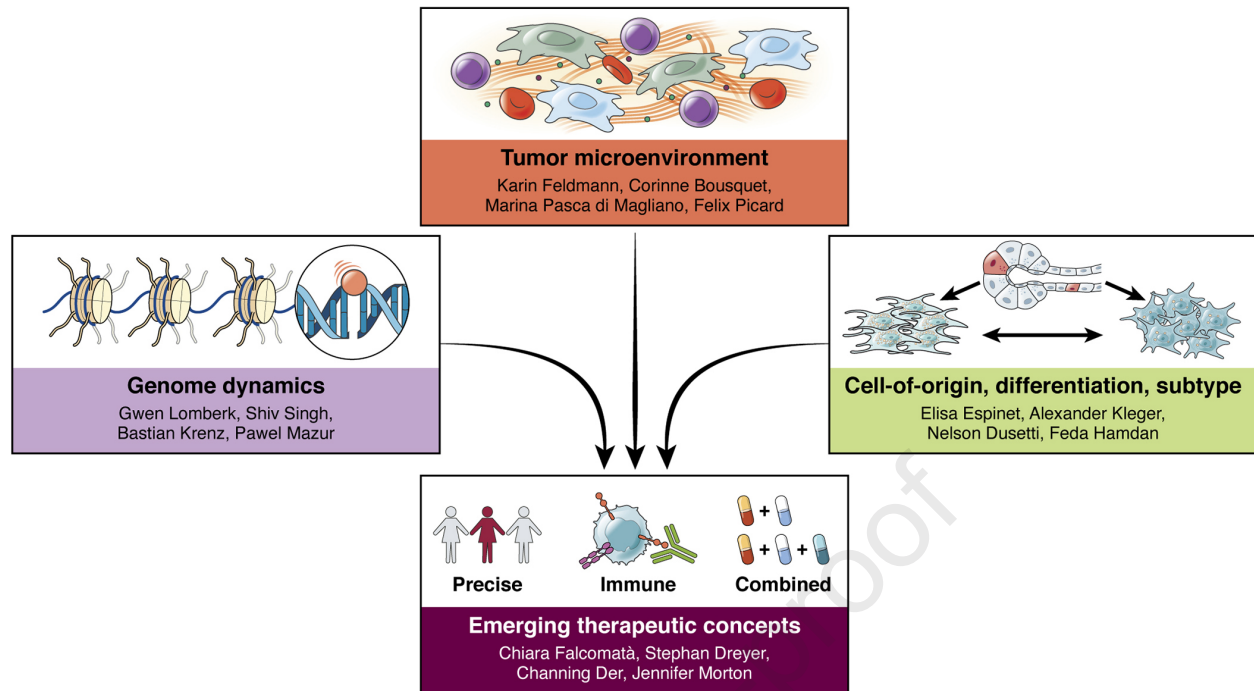 Tumor microenvironment
Karin Feldmann, Corinne Bousquet,
Marina Pasca di Magliano, Felix Picard
Genome dynamics
Gwen Lomberk, Shiv Singh,
Bastian Krenz, Pawel Mazur
Cell-of-origin, differentiation, subtype
Elisa Espinet, Alexander Kleger,
Nelson Dusetti, Feda Hamdan
+
+ +
Precise
Immune
Combined
Emerging therapeutic concepts
Chiara Falcomatà, Stephan Dreyer,
Channing Der, Jennifer Morton